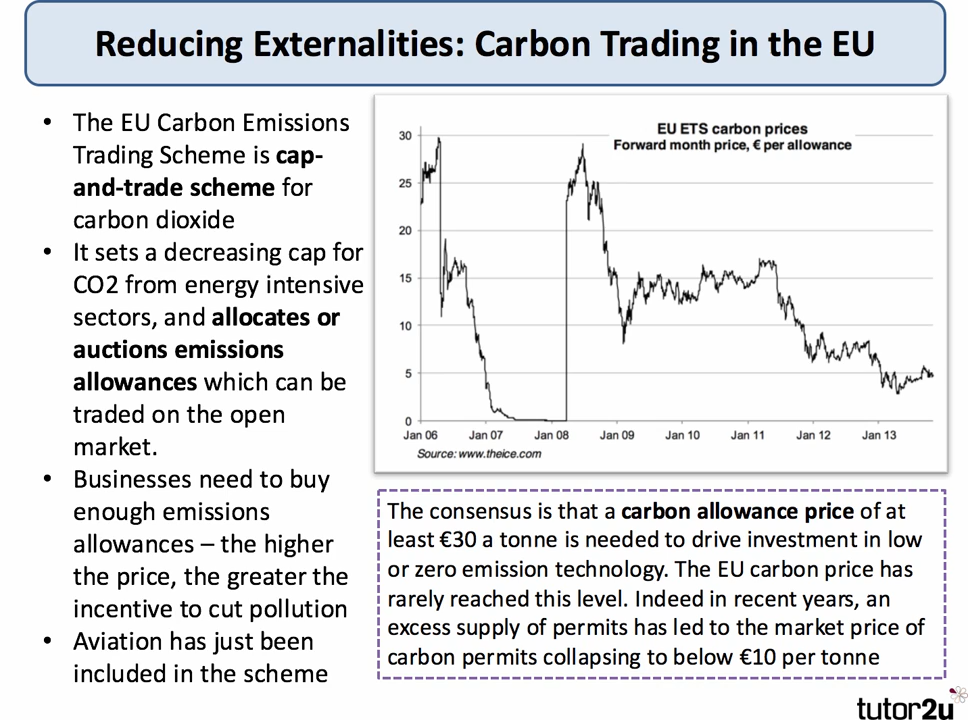 Reducing Externalities: Carbon Trading in the EU
• The EU Carbon Emissions
Trading Scheme is cap-
and-trade scheme for
carbon dioxide
• It sets a decreasing cap for
CO2 from energy intensive
sectors, and allocates or
auctions emissions
allowances which can be
traded on the open
market.
• Businesses need to buy
enough emissions
allowances – the higher
the price, the greater the
incentive to cut pollution
• Aviation has just been
included in the scheme
EU ETS carbon prices
Forward month price, € per allowance
30
25
20
15
10
5
0
Jan 06 Jan 07 Jan 08 Jan 09 Jan 10 Jan 11 Jan 12 Jan 13
Source: www.theice.com
The consensus is that a carbon allowance price of at
least €30 a tonne is needed to drive investment in low
or zero emission technology. The EU carbon price has
rarely reached this level. Indeed in recent years, an
excess supply of permits has led to the market price of
carbon permits collapsing to below €10 per tonne
tutor2u